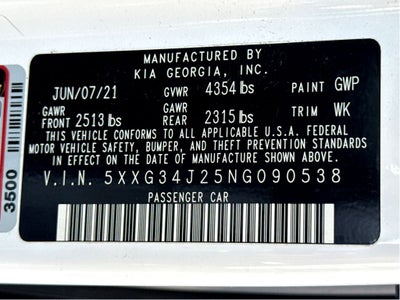 MANUFACTURED BY
KIA GEORGIA, INC.
JUN/07/21 GVWR 4354 lbs PAINT GWP
GAWR GAWR
FRONT 2513 lbs REAR 2315 lbs TRIM WK
THIS VEHICLE CONFORMS TO ALL APPLICABLE U.S.A. FEDERAL
MOTOR VEHICLE SAFETY, BUMPER, AND THEFT PREVENTION STANDARDS
IN EFFECT ON THE DATE OF MANUFACTURE SHOWN ABOVE.
V.I.N. 5XXG34J25NG090538
PASSENGER CAR
3500